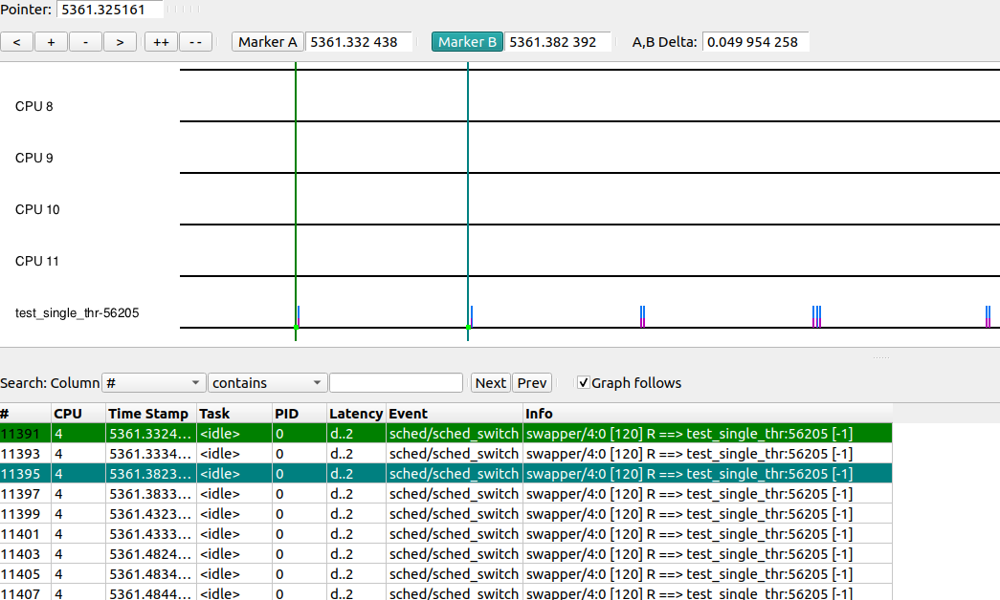 Pointer: 5361.325161
< + - > ++ -- Marker A 5361.332 438 Marker B 5361.382 392 A,B Delta: 0.049 954 258
CPU 8
CPU 9
CPU 10
CPU 11
test_single_thr-56205
Search: Column # contains Next Prev Graph follows
# CPU Time Stamp Task PID Latency Event Info
11391 4 5361.3324... <idle> 0 d..2 sched/sched_switch swapper/4:0 [120] R ==> test_single_thr:56205 [-1]
11393 4 5361.3334... <idle> 0 d..2 sched/sched_switch swapper/4:0 [120] R ==> test_single_thr:56205 [-1]
11395 4 5361.3823... <idle> 0 d..2 sched/sched_switch swapper/4:0 [120] R ==> test_single_thr:56205 [-1]
11397 4 5361.3833... <idle> 0 d..2 sched/sched_switch swapper/4:0 [120] R ==> test_single_thr:56205 [-1]
11399 4 5361.4323... <idle> 0 d..2 sched/sched_switch swapper/4:0 [120] R ==> test_single_thr:56205 [-1]
11401 4 5361.4333... <idle> 0 d..2 sched/sched_switch swapper/4:0 [120] R ==> test_single_thr:56205 [-1]
11403 4 5361.4824... <idle> 0 d..2 sched/sched_switch swapper/4:0 [120] R ==> test_single_thr:56205 [-1]
11405 4 5361.4834... <idle> 0 d..2 sched/sched_switch swapper/4:0 [120] R ==> test_single_thr:56205 [-1]
11407 4 5361.4844... <idle> 0 d..2 sched/sched_switch swapper/4:0 [120] R ==> test_single_thr:56205 [-1]